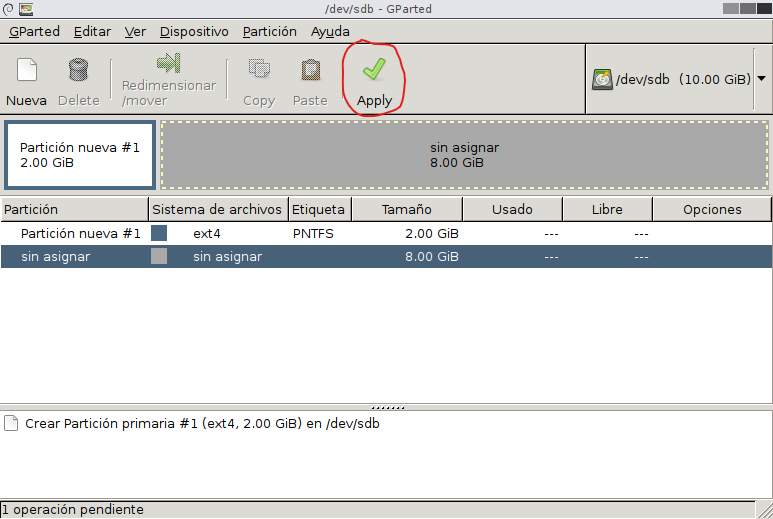 /dev/sdb - GParted
GParted Editar Ver Dispositivo Partición Ayuda
Nueva Delete Redimensionar
/mover Copy Paste Apply
/dev/sdb (10.00 GiB)
Partición nueva #1
2.00 GiB
sin asignar
8.00 GiB
Partición Sistema de archivos Etiqueta Tamaño Usado Libre Opciones
Partición nueva #1 ext4 PNTFS 2.00 GiB --- ---
sin asignar sin asignar 8.00 GiB --- ---
Crear Partición primaria #1 (ext4, 2.00 GiB) en /dev/sdb
1 operación pendiente